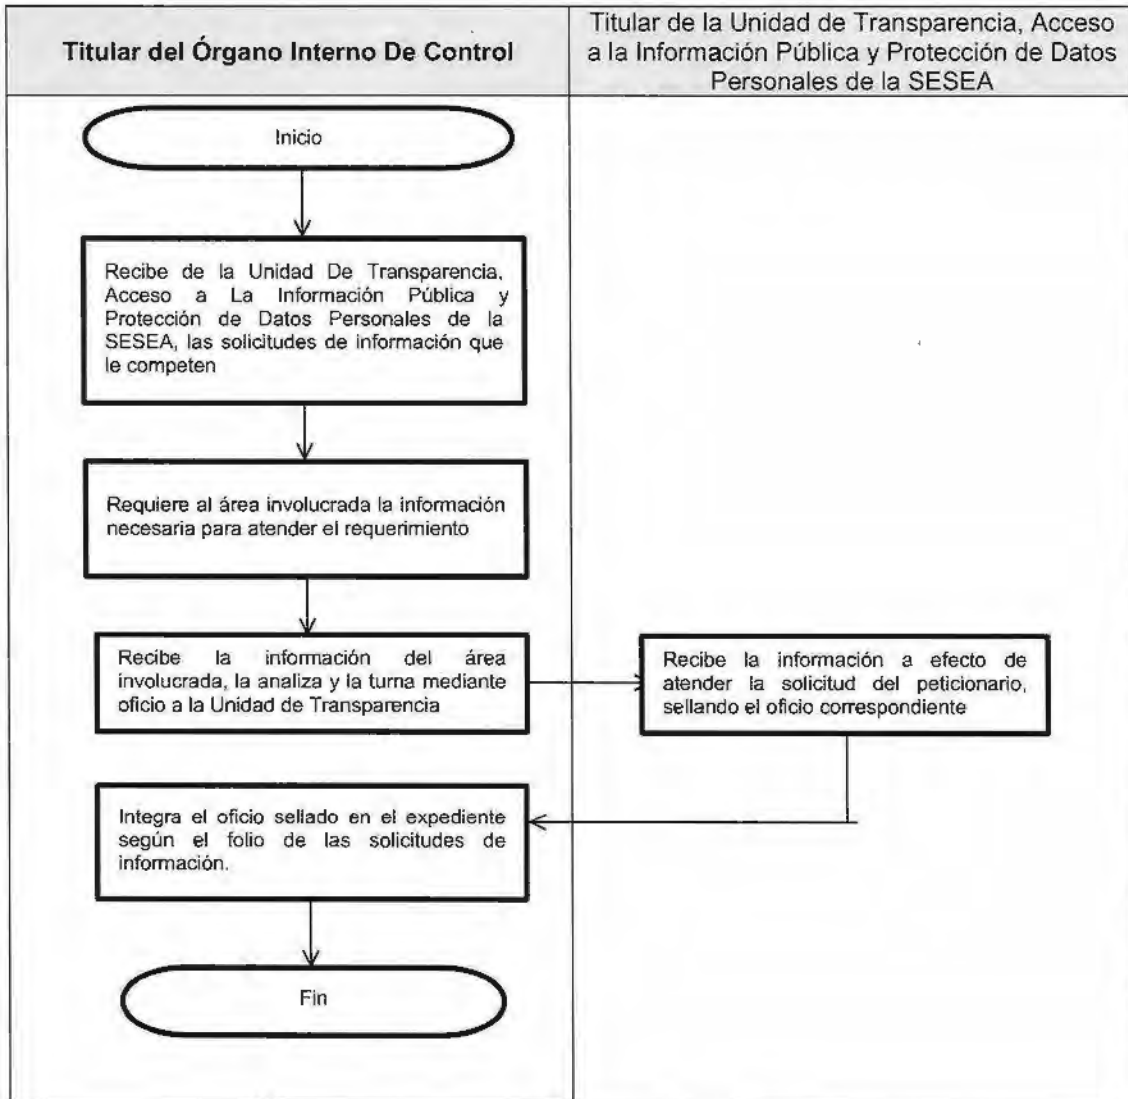 Titular del Órgano Interno De Control
Titular de la Unidad de Transparencia, Acceso
a la Información Pública y Protección de Datos
Personales de la SESEA
Inicio
Recibe de la Unidad De Transparencia,
Acceso a La Información Pública y
Protección de Datos Personales de la
SESEA, las solicitudes de información que
le competen
Requiere al área involucrada la información
necesaria para atender el requerimiento
Recibe la información del área
involucrada, la analiza y la turna mediante
oficio a la Unidad de Transparencia
Recibe la información a efecto de
atender la solicitud del peticionario,
sellando el oficio correspondiente
Integra el oficio sellado en el expediente
según el folio de las solicitudes de
información.
Fin